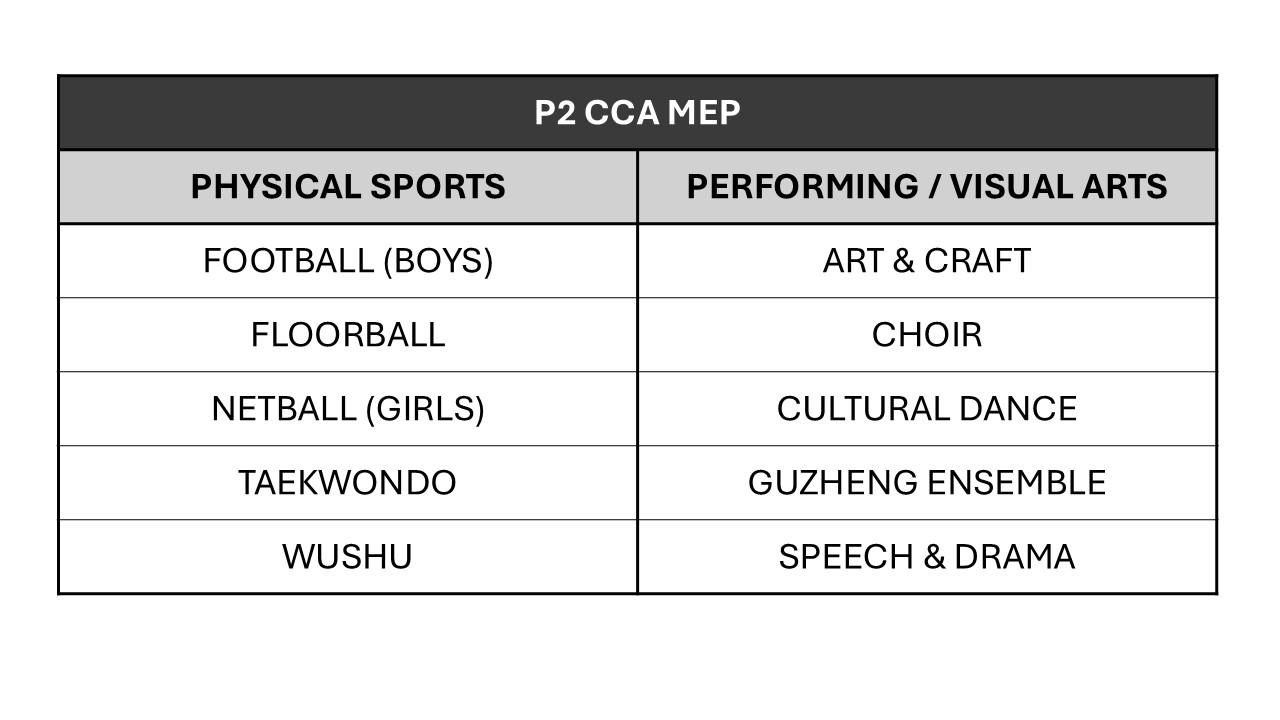 P2 CCA MEP
PHYSICAL SPORTS PERFORMING / VISUAL ARTS
FOOTBALL (BOYS) ART & CRAFT
FLOORBALL CHOIR
NETBALL (GIRLS) CULTURAL DANCE
TAEKWONDO GUZHENG ENSEMBLE
WUSHU SPEECH & DRAMA